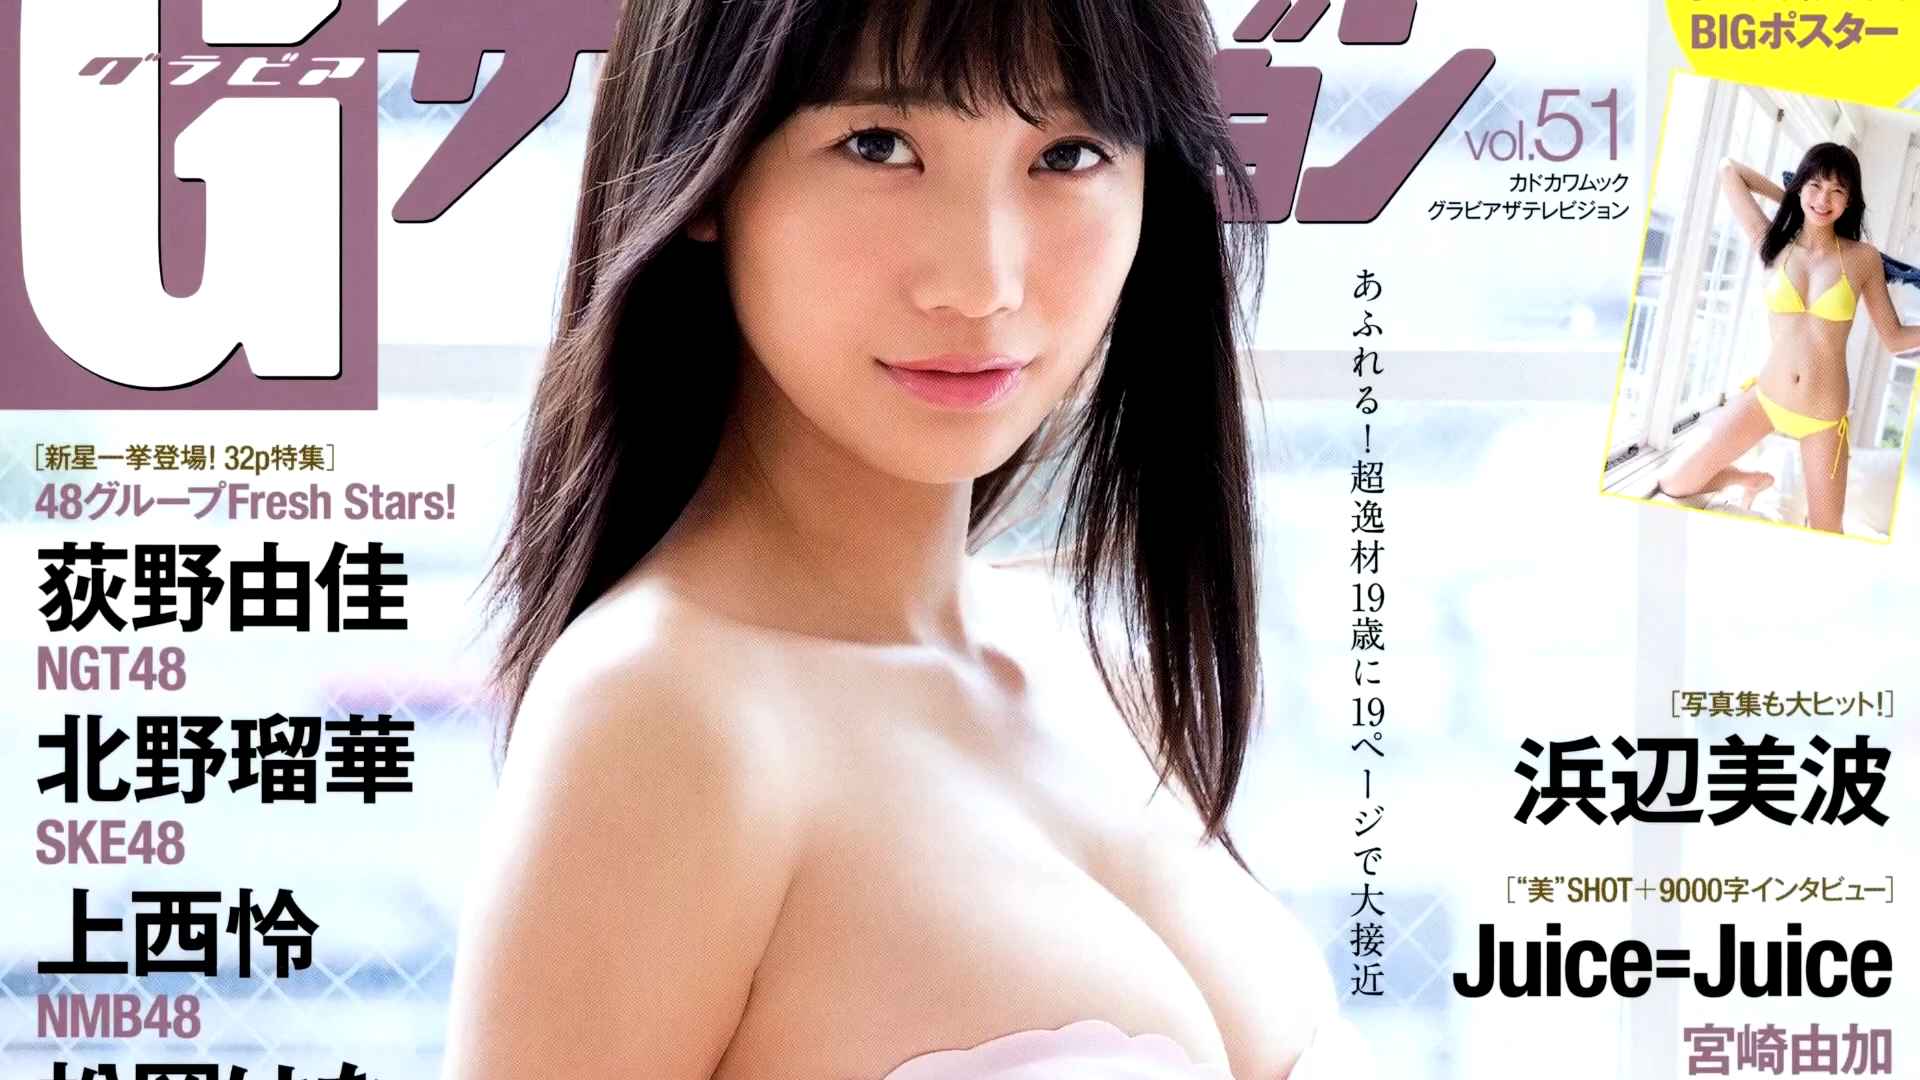 G
グラビア
ザ
ジョン
vol.51
カドカワムック
グラビアザテレビジョン
BIGポスター
あふれる！超逸材19歳に19ページで大接近
[新星一挙登場! 32p特集]
48グループFresh Stars!
荻野由佳
NGT48
北野瑠華
SKE48
上西怜
NMB48
[写真集も大ヒット!]
浜辺美波
[“美”SHOT＋9000字インタビュー]
Juice=Juice
宮崎由加